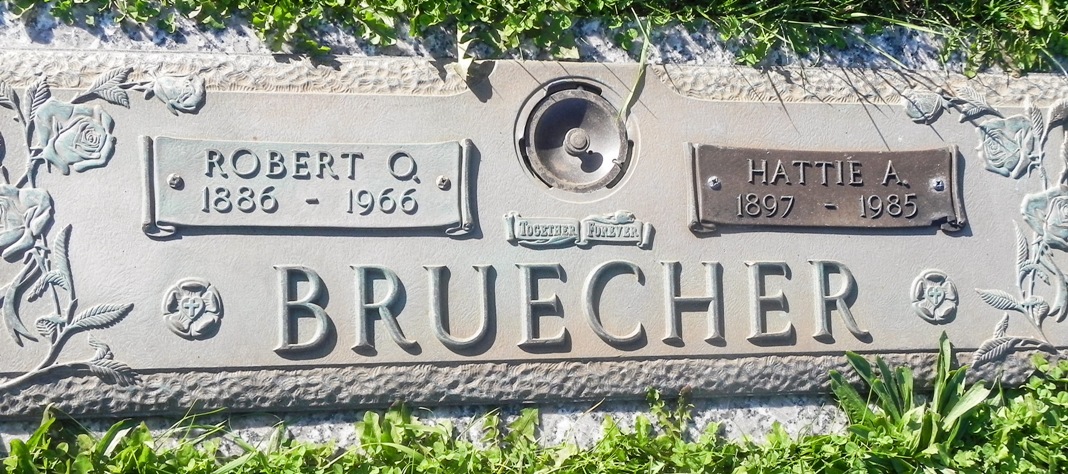 ROBERT O.
1886 - 1966
HATTIE A.
1897 - 1985
TOGETHER FOREVER
BRUECHER